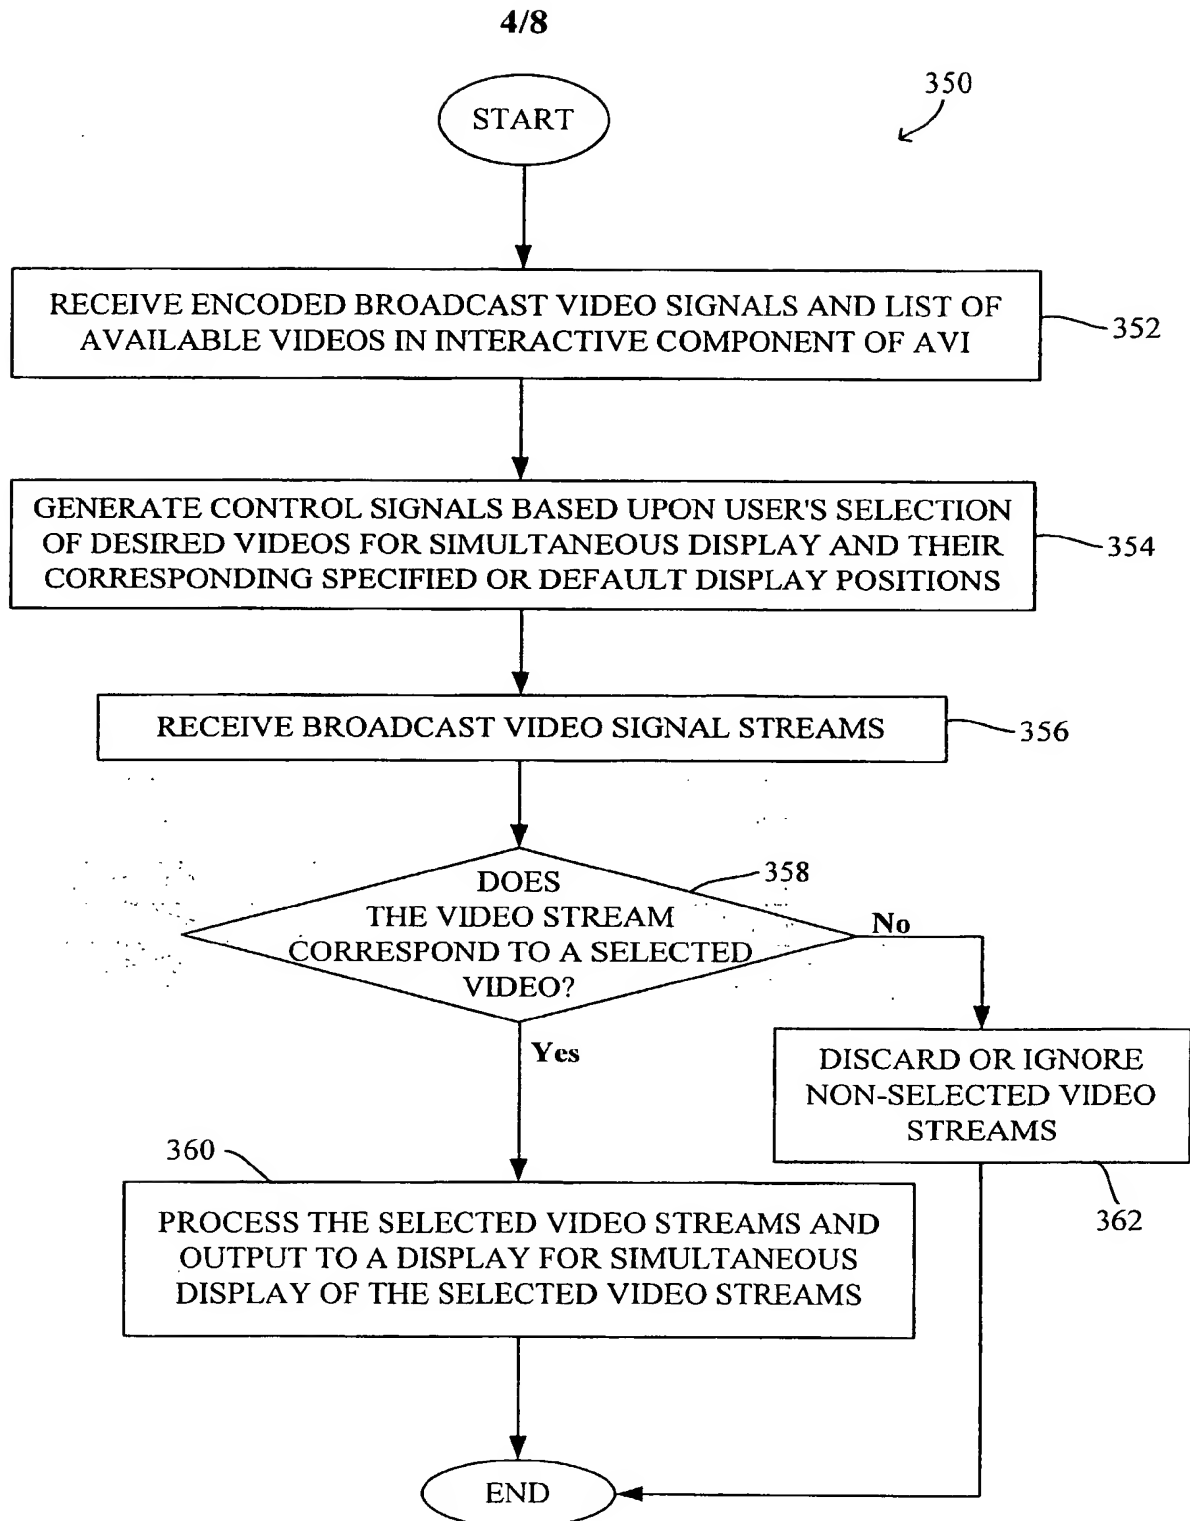 4/8
350
START
RECEIVE ENCODED BROADCAST VIDEO SIGNALS AND LIST OF
AVAILABLE VIDEOS IN INTERACTIVE COMPONENT OF AVI
352
GENERATE CONTROL SIGNALS BASED UPON USER'S SELECTION
OF DESIRED VIDEOS FOR SIMULTANEOUS DISPLAY AND THEIR
CORRESPONDING SPECIFIED OR DEFAULT DISPLAY POSITIONS
354
RECEIVE BROADCAST VIDEO SIGNAL STREAMS
356
358
DOES
THE VIDEO STREAM
CORRESPOND TO A SELECTED
VIDEO?
No
Yes
DISCARD OR IGNORE
NON-SELECTED VIDEO
STREAMS
362
360
PROCESS THE SELECTED VIDEO STREAMS AND
OUTPUT TO A DISPLAY FOR SIMULTANEOUS
DISPLAY OF THE SELECTED VIDEO STREAMS
END